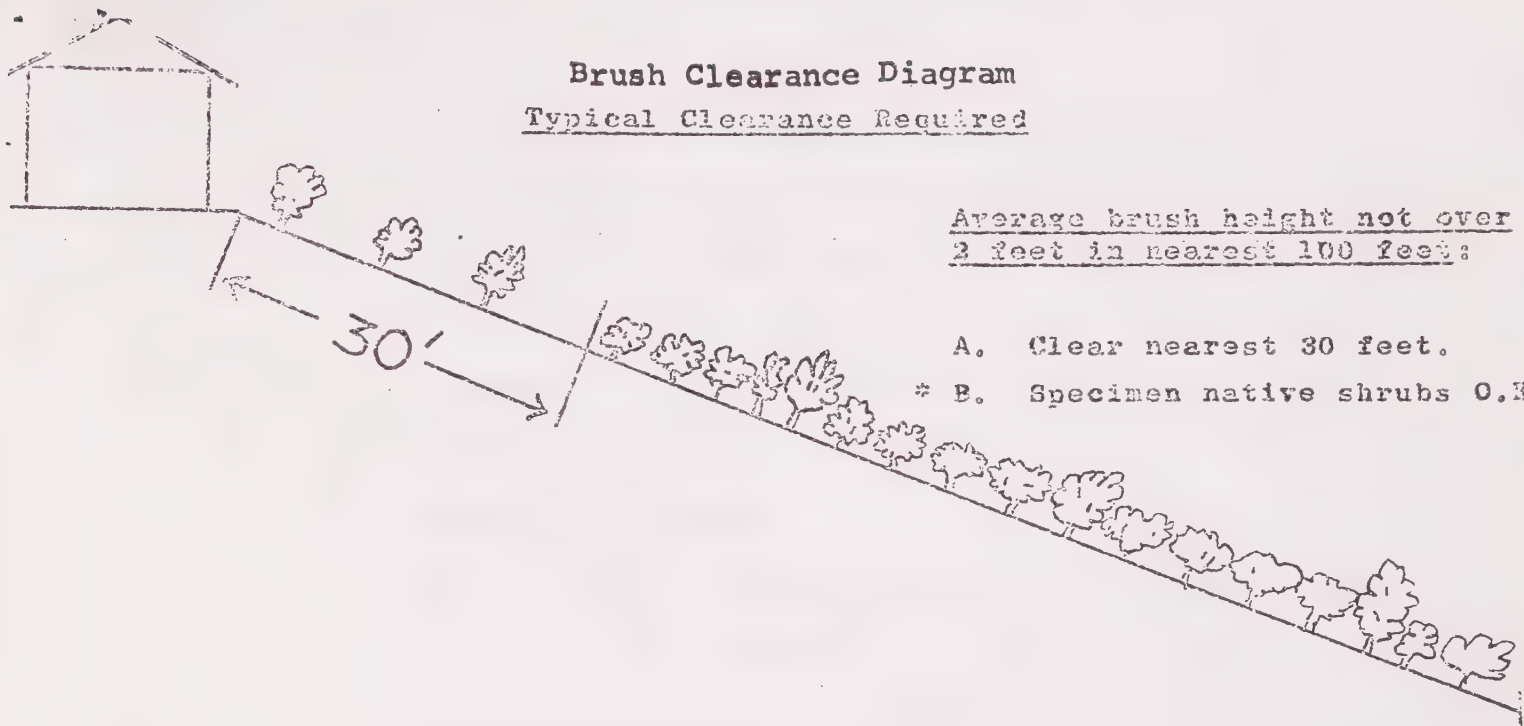 Brush Clearance Diagram
Typical Clearance Required
Average brush height not over
2 feet in nearest 100 feet:
30'
A. Clear nearest 30 feet.
* B. Specimen native shrubs